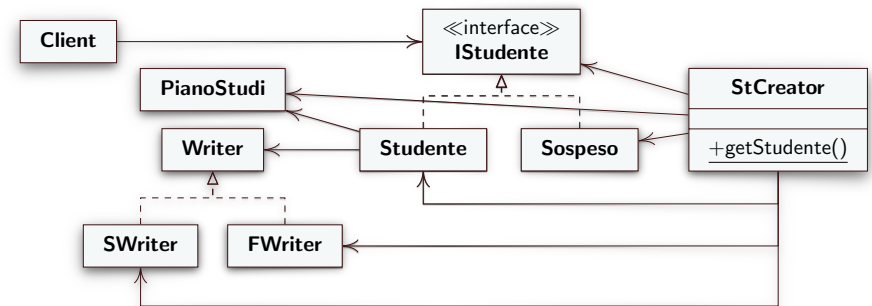 ≪interface≫
Client
IStudente
PianoStudi
StCreator
Writer
Studente
Sospeso
+getStudente()
SWriter
FWriter